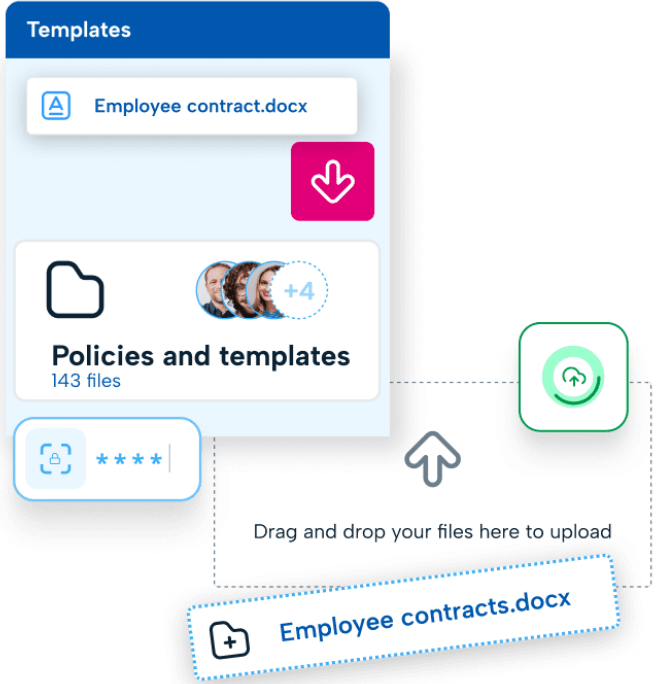 Templates
Employee contract.docx
+4
Policies and templates
143 files
****
Drag and drop your files here to upload
Employee contracts.docx